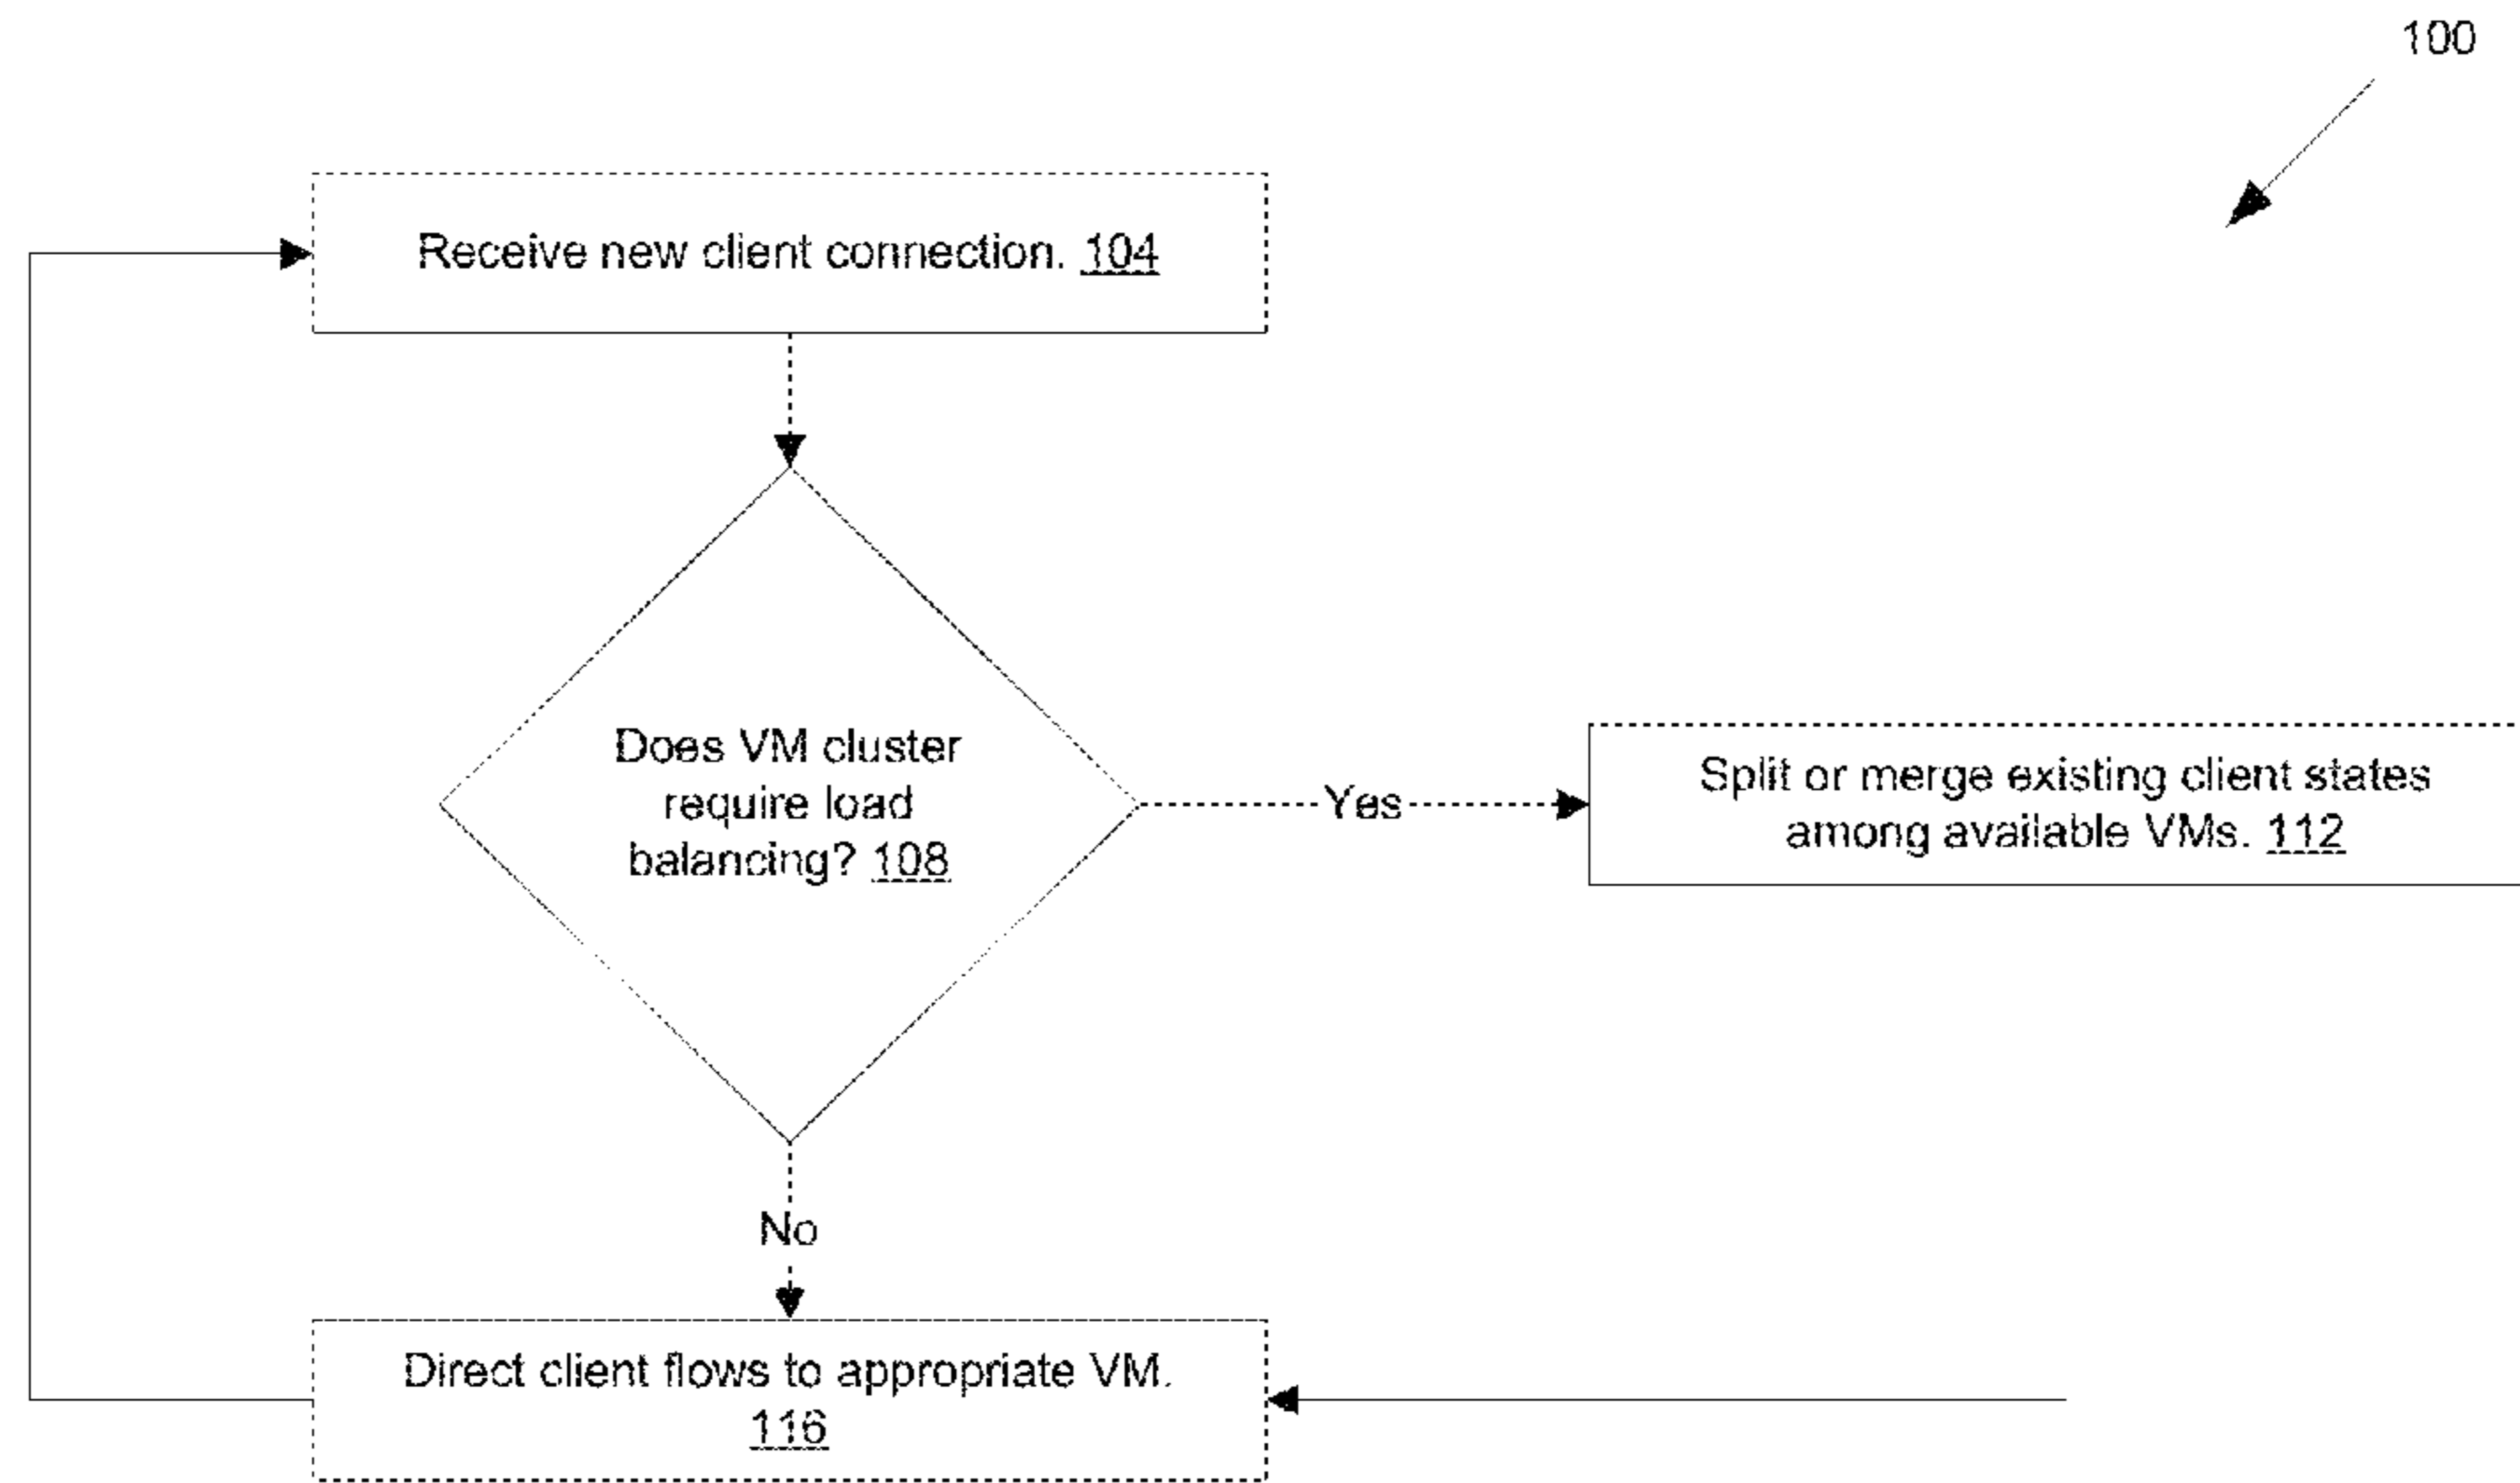 100
Receive new client connection. 104
Does VM cluster
require load
balancing? 108
Yes
Split or merge existing client states
among available VMs. 112
No
Direct client flows to appropriate VM.
116